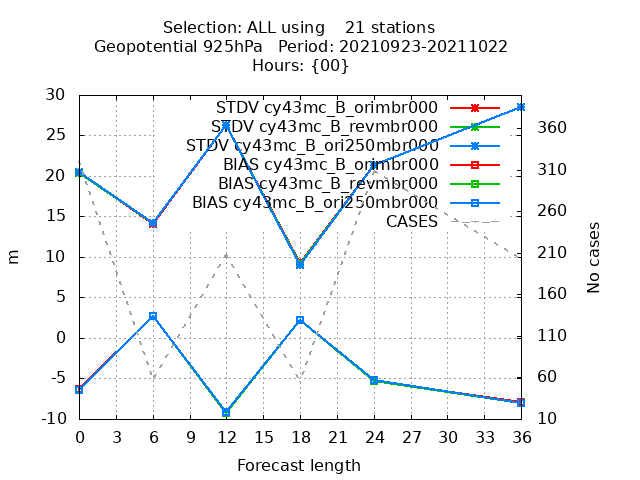 Selection: ALL using    21 stations
Geopotential 925hPa   Period: 20210923-20211022
Hours: {00}
STDV cy43mc_B_orimbr000
STDV cy43mc_B_revmbr000
STDV cy43mc_B_ori250mbr000
BIAS cy43mc_B_orimbr000
BIAS cy43mc_B_revmbr000
BIAS cy43mc_B_ori250mbr000
CASES
30
25
20
15
10
5
0
-5
-10
m
360
310
260
210
160
110
60
10
No cases
0 3 6 9 12 15 18 21 24 27 30 33 36
Forecast length